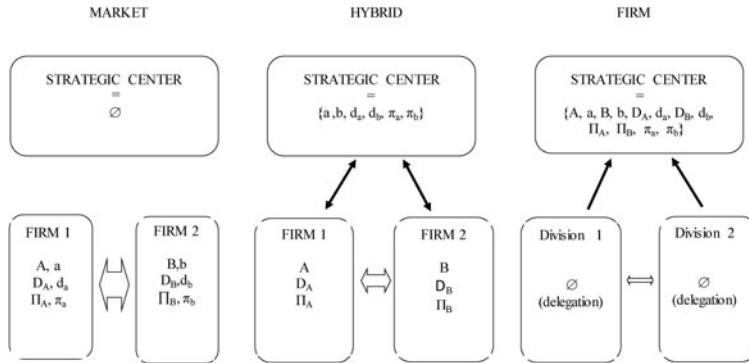 MARKET
STRATEGIC CENTER
=
∅
FIRM 1
A, a
D_A, d_a
Π_A, π_a
FIRM 2
B,b
D_B,d_b
Π_B, π_b
HYBRID
STRATEGIC CENTER
=
{a ,b, d_a, d_b, π_a, π_b}
FIRM 1
A
D_A
Π_A
FIRM 2
B
D_B
Π_B
FIRM
STRATEGIC CENTER
=
{A, a, B, b, D_A, d_a, D_B, d_b,
Π_A, Π_B, π_a, π_b}
Division 1
∅
(delegation)
Division 2
∅
(delegation)